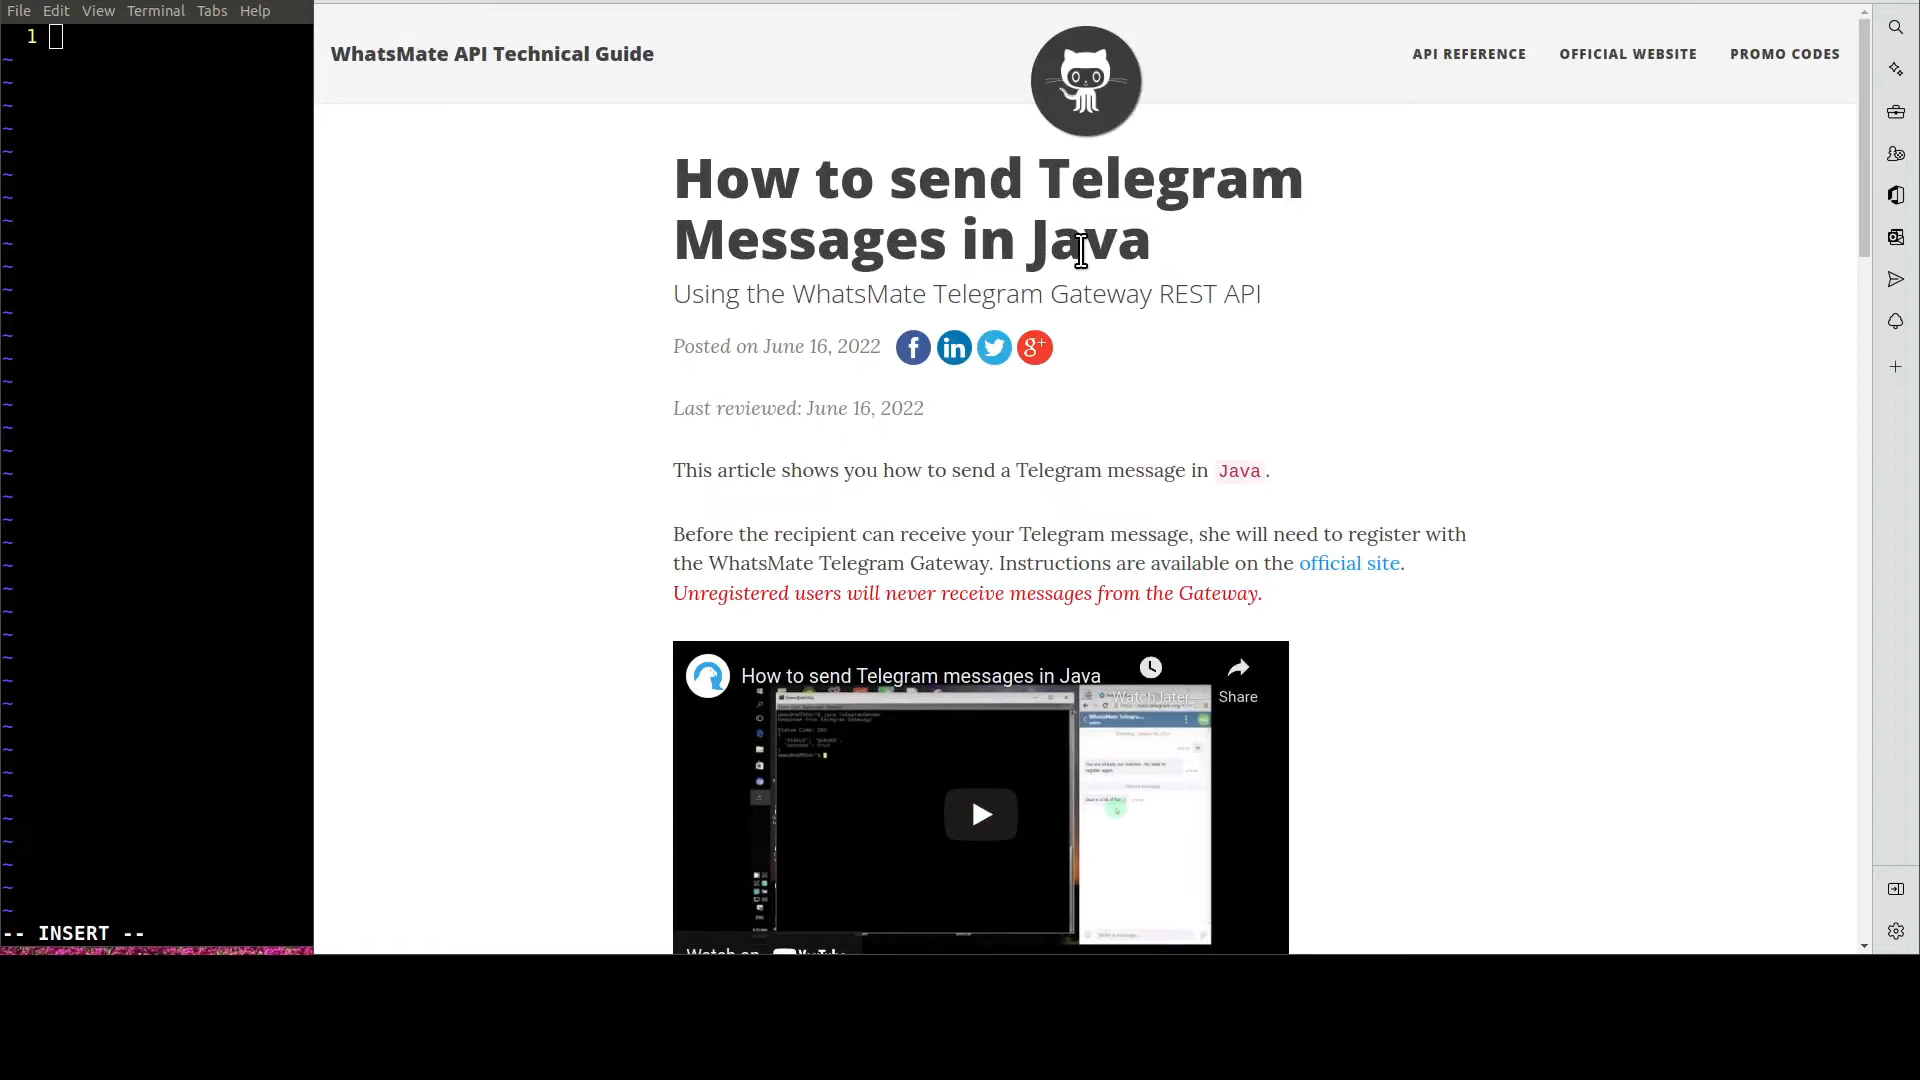 File Edit View Terminal Tabs Help
1
~
-- INSERT --
WhatsMate API Technical Guide
API REFERENCE OFFICIAL WEBSITE PROMO CODES
How to send Telegram
Messages in Java
Using the WhatsMate Telegram Gateway REST API
Posted on June 16, 2022
Last reviewed: June 16, 2022
This article shows you how to send a Telegram message in Java.
Before the recipient can receive your Telegram message, she will need to register with
the WhatsMate Telegram Gateway. Instructions are available on the official site.
Unregistered users will never receive messages from the Gateway.
How to send Telegram messages in Java
Watch later
Share
Watch on YouTube